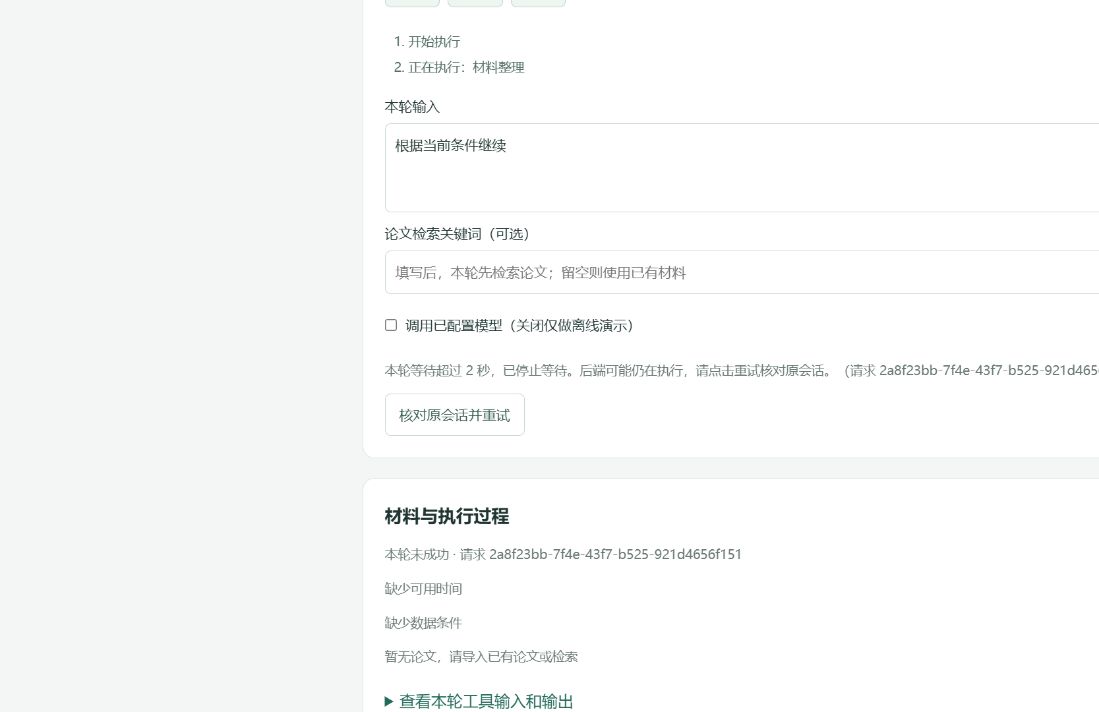 1. 开始执行
2. 正在执行：材料整理
本轮输入
根据当前条件继续
论文检索关键词（可选）
填写后，本轮先检索论文；留空则使用已有材料
调用已配置模型（关闭仅做离线演示）
本轮等待超过 2 秒，已停止等待。后端可能仍在执行，请点击重试核对原会话。（请求 2a8f23bb-7f4e-43f7-b525-921d465
核对原会话并重试
材料与执行过程
本轮未成功 · 请求 2a8f23bb-7f4e-43f7-b525-921d4656f151
缺少可用时间
缺少数据条件
暂无论文，请导入已有论文或检索
▶ 查看本轮工具输入和输出